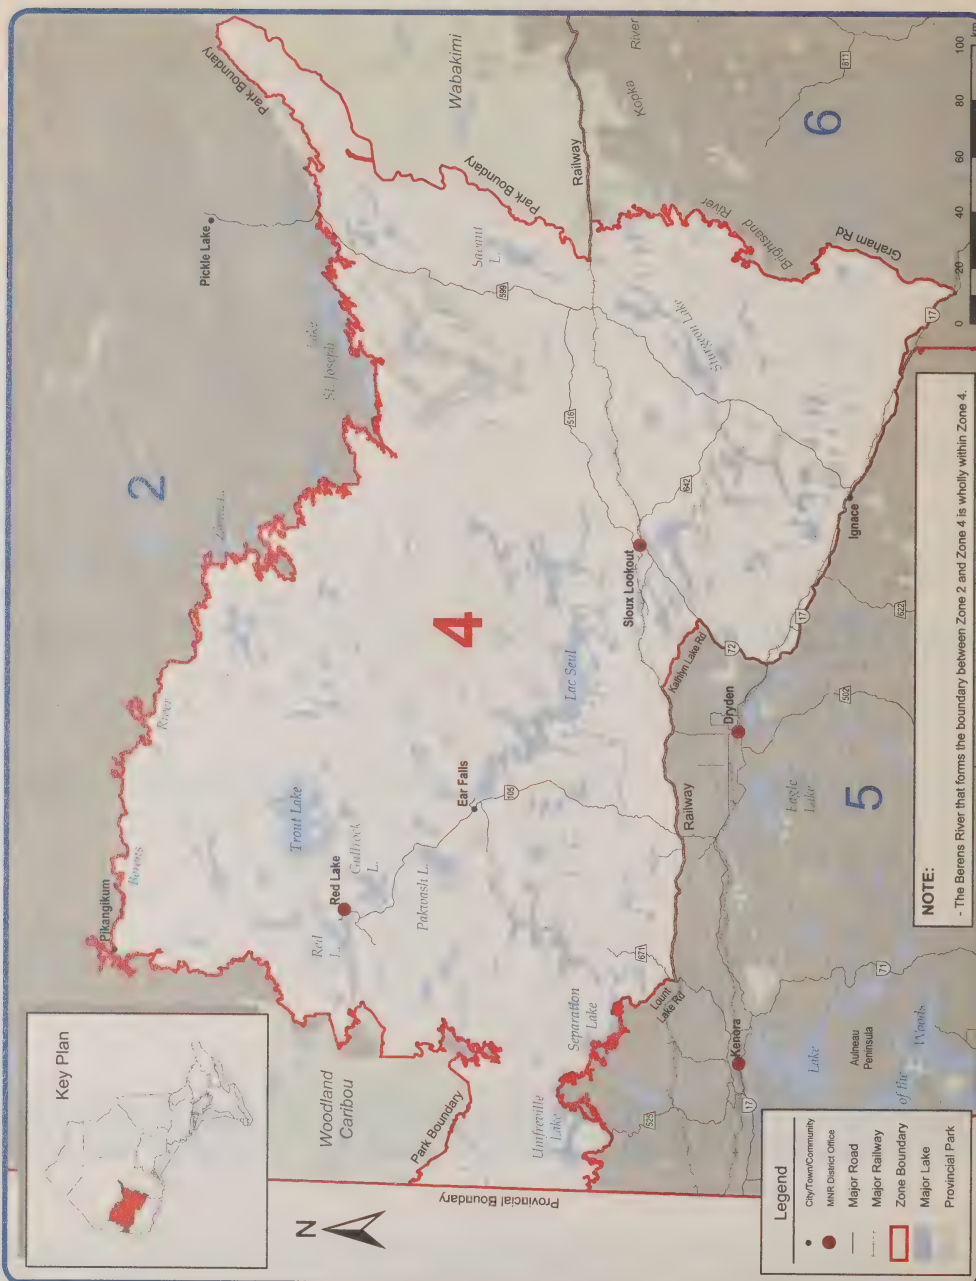 Key Plan
N
Woodland
Caribou
Park Boundary
Provincial Boundary
Pikangikum
Berens
River
2
Pickle Lake
Park Boundary
Wabakimi
Park Boundary
Lake
St. Joseph
Savant
L.
599
Railway
Kopka
River
6
811
Brightsand
River
Graham Rd
17
Sturgeon Lake
516
642
Sioux Lookout
Ignace
17
622
72
Kathlyn Lake Rd
4
Lac Seul
Trout Lake
Red Lake
Red
L.
Gullrock
L.
Pakwash L.
Ear Falls
105
Railway
Dryden
502
Eagle
Lake
5
Separation
Lake
Umfreville
Lake
671
Lount
Lake Rd
525
Kenora
17
71
Lake
of the
Woods
Aulneau
Peninsula
Legend
City/Town/Community
MNR District Office
Major Road
Major Railway
Zone Boundary
Major Lake
Provincial Park
NOTE:
- The Berens River that forms the boundary between Zone 2 and Zone 4 is wholly within Zone 4.
0 20 40 60 80 100
km